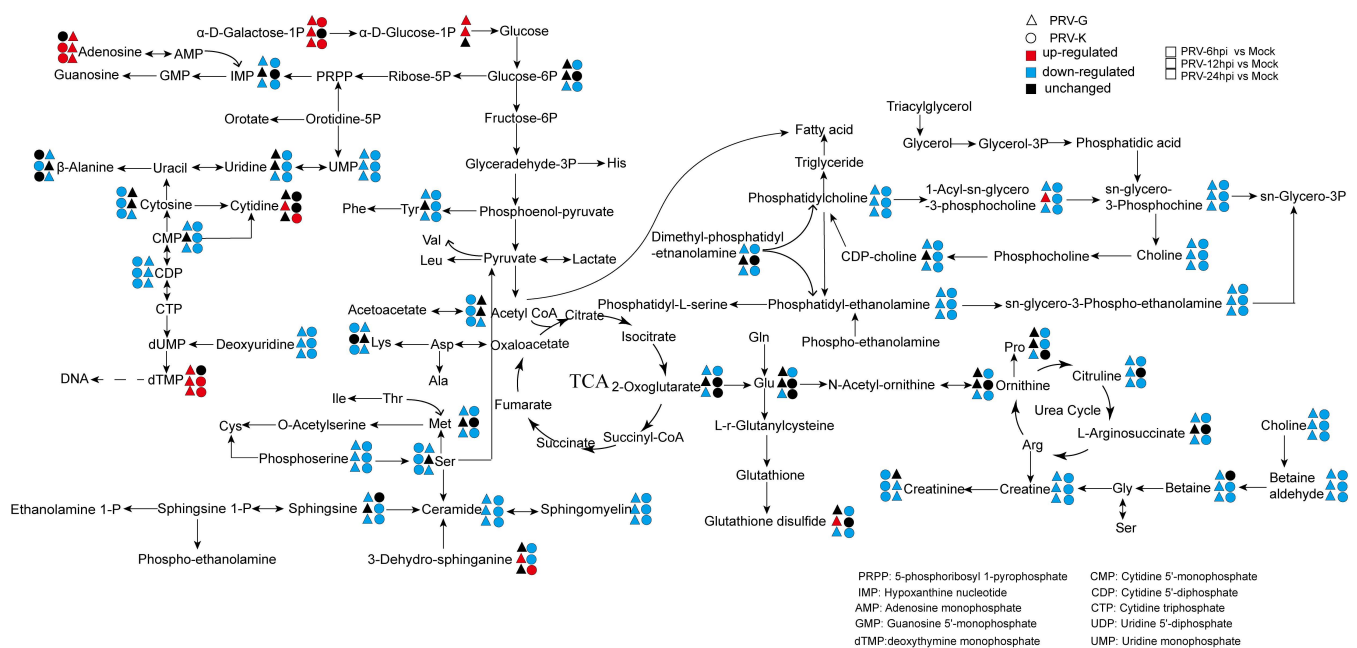 α-D-Galactose-1P
α-D-Glucose-1P
Glucose
PRV-G
PRV-K
up-regulated
down-regulated
unchanged
PRV-6hpi vs Mock
PRV-12hpi vs Mock
PRV-24hpi vs Mock
Adenosine
AMP
Guanosine
GMP
IMP
PRPP
Ribose-5P
Glucose-6P
Orotate
Orotidine-5P
Fructose-6P
β-Alanine
Uracil
Uridine
UMP
Glyceradehyde-3P
His
Cytosine
Cytidine
Phe
Tyr
Phosphoenol-pyruvate
CMP
Val
Leu
Pyruvate
Lactate
CDP
CTP
Acetoacetate
Acetyl CoA
Citrate
dUMP
Deoxyuridine
Lys
Asp
Oxaloacetate
Isocitrate
DNA
dTMP
Ala
TCA
2-Oxoglutarate
Ile
Thr
Fumarate
Cys
O-Acetylserine
Met
Succinate
Succinyl-CoA
Phosphoserine
Ser
Ethanolamine 1-P
Sphingsine 1-P
Sphingsine
Ceramide
Sphingomyelin
Phospho-ethanolamine
3-Dehydro-sphinganine
Fatty acid
Triglyceride
Phosphatidylcholine
Triacylglycerol
Glycerol
Glycerol-3P
Phosphatidic acid
1-Acyl-sn-glycero
-3-phosphocholine
sn-glycero-
3-Phosphochine
sn-Glycero-3P
Dimethyl-phosphatidyl
-etnanolamine
CDP-choline
Phosphocholine
Choline
Phosphatidyl-L-serine
Phosphatidyl-ethanolamine
sn-glycero-3-Phospho-ethanolamine
Phospho-ethanolamine
Gln
Glu
N-Acetyl-ornithine
Pro
Ornithine
Citruline
Urea Cycle
L-Arginosuccinate
Arg
L-r-Glutanylcysteine
Glutathione
Glutathione disulfide
Choline
Betaine
aldehyde
Betaine
Gly
Ser
Creatine
Creatinine
PRPP: 5-phosphoribosyl 1-pyrophosphate
IMP: Hypoxanthine nucleotide
AMP: Adenosine monophosphate
GMP: Guanosine 5'-monophosphate
dTMP:deoxythymine monophosphate
CMP: Cytidine 5'-monophosphate
CDP: Cytidine 5'-diphosphate
CTP: Cytidine triphosphate
UDP: Uridine 5'-diphosphate
UMP: Uridine monophosphate